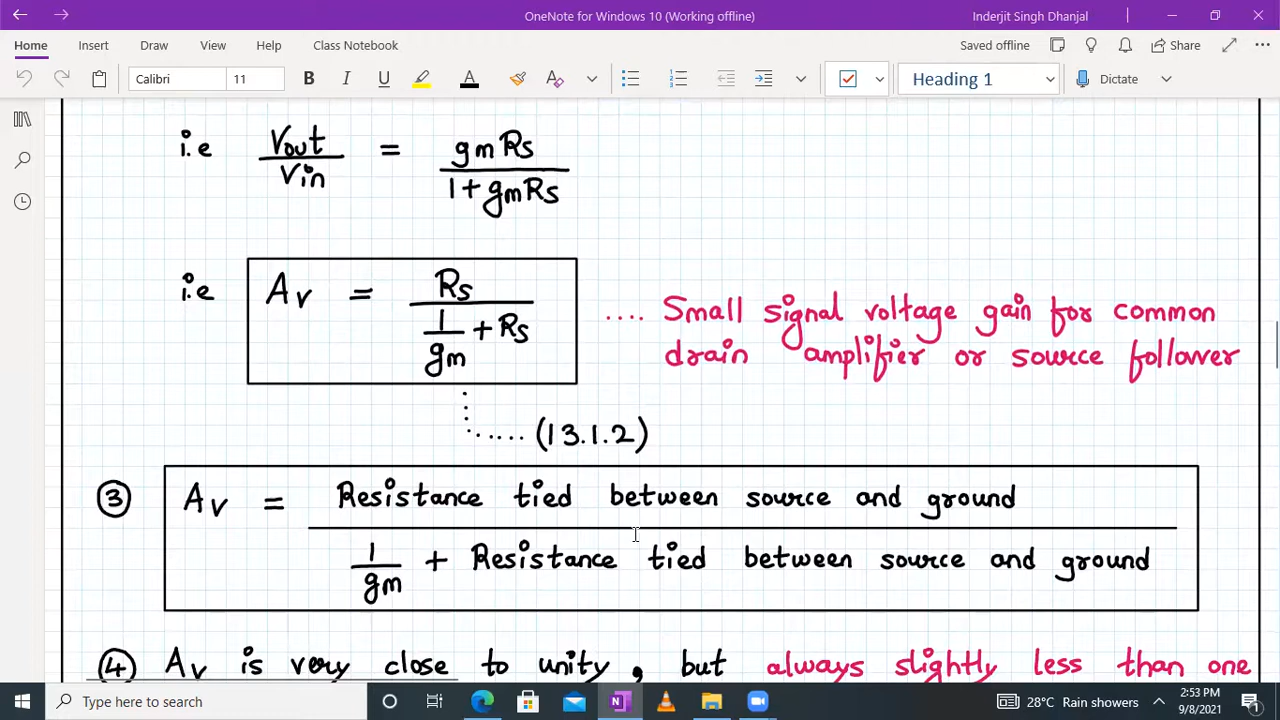 OneNote for Windows 10 (Working offline)
Inderjit Singh Dhanjal
Home Insert Draw View Help Class Notebook
Saved offline
Share
Calibri 11 B I U A
Heading 1
Dictate
i.e Vout / Vin = gmRs / 1 + gmRs
i.e Av = Rs / 1/gm + Rs
.... Small signal voltage gain for common
drain amplifier or source follower
...... (13.1.2)
③ Av = Resistance tied between source and ground
1/gm + Resistance tied between source and ground
④ Av is very close to unity, but always slightly less than one
Type here to search
28°C Rain showers
2:53 PM
9/8/2021